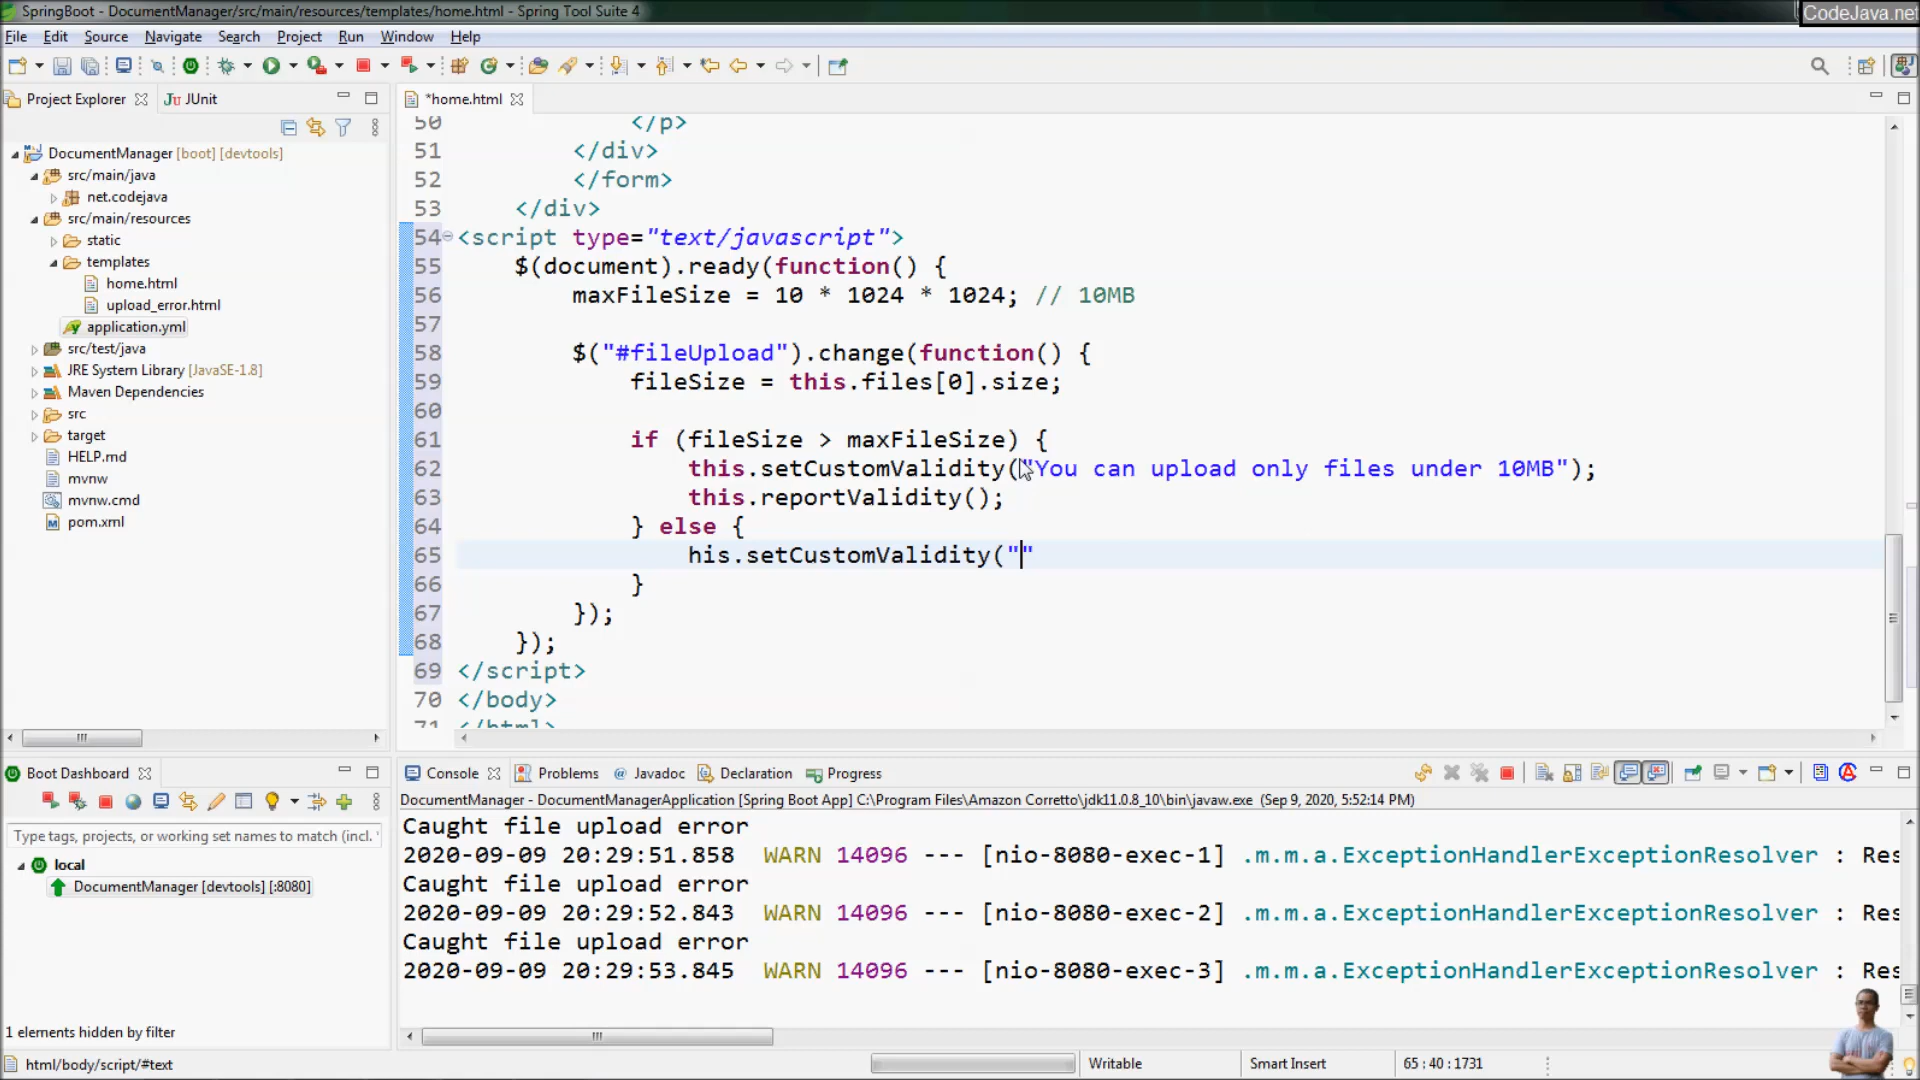 SpringBoot - DocumentManager/src/main/resources/templates/home.html - Spring Tool Suite 4
CodeJava.net
File Edit Source Navigate Search Project Run Window Help
Project Explorer JUnit
*home.html
DocumentManager [boot] [devtools]
src/main/java
net.codejava
src/main/resources
static
templates
home.html
upload_error.html
application.yml
src/test/java
JRE System Library [JavaSE-1.8]
Maven Dependencies
src
target
HELP.md
mvnw
mvnw.cmd
pom.xml
50 </p>
51 </div>
52 </form>
53 </div>
54 <script type="text/javascript">
55 $(document).ready(function() {
56 maxFileSize = 10 * 1024 * 1024; // 10MB
57
58 $("#fileUpload").change(function() {
59 fileSize = this.files[0].size;
60
61 if (fileSize > maxFileSize) {
62 this.setCustomValidity("You can upload only files under 10MB");
63 this.reportValidity();
64 } else {
65 his.setCustomValidity(""
66 }
67 });
68 });
69 </script>
70 </body>
71 </html>
Boot Dashboard
Type tags, projects, or working set names to match (incl. *
local
DocumentManager [devtools] [:8080]
1 elements hidden by filter
Console Problems Javadoc Declaration Progress
DocumentManager - DocumentManagerApplication [Spring Boot App] C:\Program Files\Amazon Corretto\jdk11.0.8_10\bin\javaw.exe (Sep 9, 2020, 5:52:14 PM)
Caught file upload error
2020-09-09 20:29:51.858 WARN 14096 --- [nio-8080-exec-1] .m.m.a.ExceptionHandlerExceptionResolver : Res
Caught file upload error
2020-09-09 20:29:52.843 WARN 14096 --- [nio-8080-exec-2] .m.m.a.ExceptionHandlerExceptionResolver : Res
Caught file upload error
2020-09-09 20:29:53.845 WARN 14096 --- [nio-8080-exec-3] .m.m.a.ExceptionHandlerExceptionResolver : Res
html/body/script/#text
Writable
Smart Insert
65 : 40 : 1731